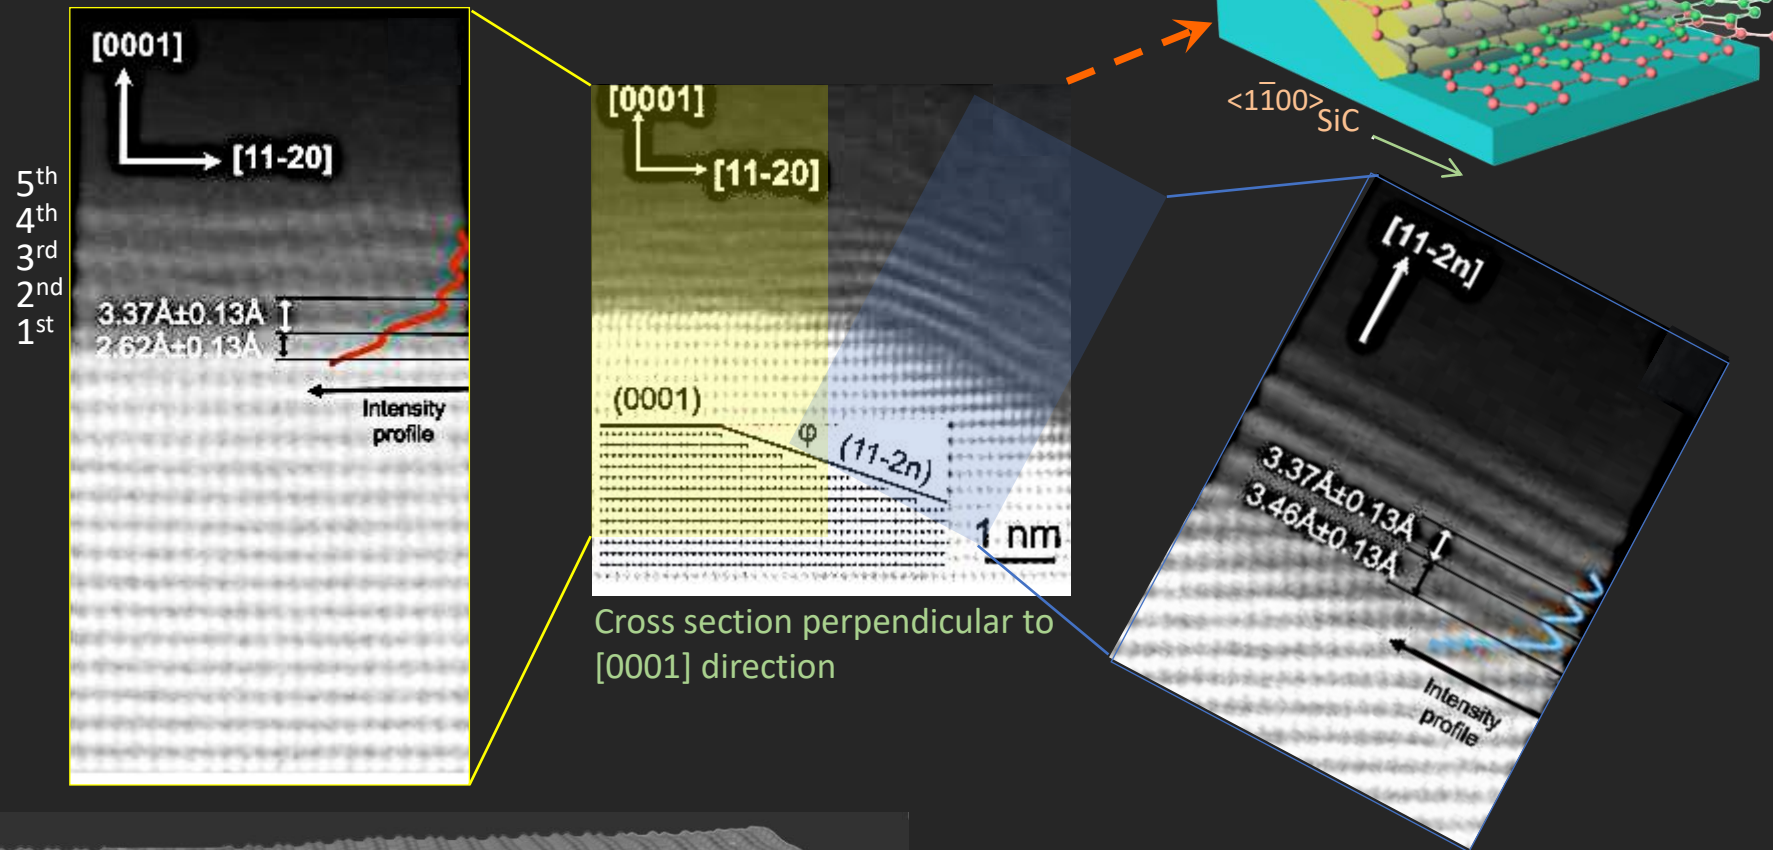 [0001]
[11-20]
5th
4th
3rd
2nd
1st
3.37Å±0.13Å
2.62Å±0.13Å
Intensity
profile
[0001]
[11-20]
(0001)
φ
(11-2n)
1 nm
Cross section perpendicular to
[0001] direction
<11̅00>
SiC
[11-2n]
3.37Å±0.13Å
3.46Å±0.13Å
Intensity
profile